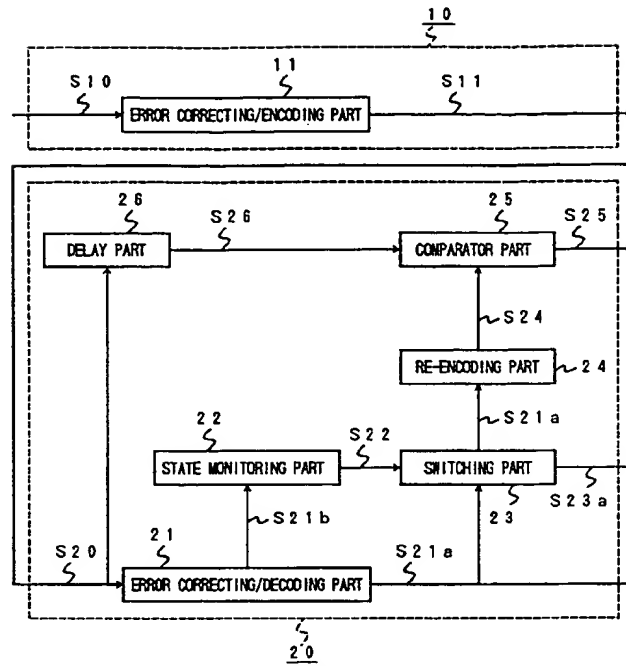 10
S10
11
S11
ERROR CORRECTING/ENCODING PART
26
S26
25
S25
DELAY PART
COMPARATOR PART
S24
RE-ENCODING PART
24
S21a
22
S22
STATE MONITORING PART
SWITCHING PART
S23a
23
S21b
S20
21
S21a
ERROR CORRECTING/DECODING PART
20